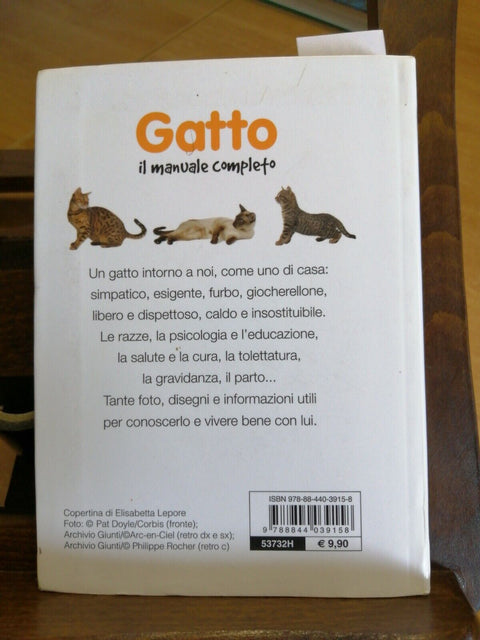 Gatto
il manuale completo
Un gatto intorno a noi, come uno di casa:
simpatico, esigente, furbo, giocherellone,
libero e dispettoso, caldo e insostituibile.
Le razze, la psicologia e l'educazione,
la salute e la cura, la tolettatura,
la gravidanza, il parto...
Tante foto, disegni e informazioni utili
per conoscerlo e vivere bene con lui.
Copertina di Elisabetta Lepore
Foto: © Pat Doyle/Corbis (fronte);
Archivio Giunti/©Arc-en-Ciel (retro dx e sx);
Archivio Giunti/© Philippe Rocher (retro c)
ISBN 978-88-440-3915-8
9 788844 039158
53732H € 9,90